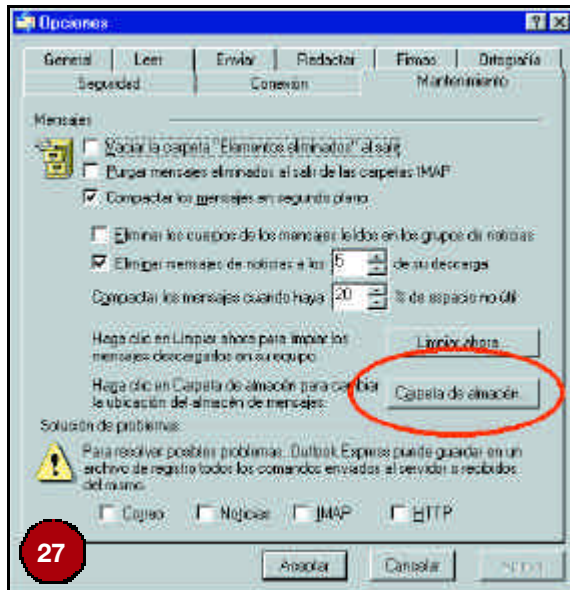 Opciones
General Leer Enviar Redactar Firmas Ortografía
Seguridad Conexión Mantenimiento
Mensajes
Vaciar la carpeta "Elementos eliminados" al salir
Purgar mensajes eliminados al salir de las carpetas IMAP
Compactar los mensajes en segundo plano
Eliminar los cuerpos de los mensajes leídos en los grupos de noticias
Eliminar mensajes de noticias a los 5 de su descarga
Compactar los mensajes cuando haya 20 % de espacio no útil
Haga clic en Limpiar ahora para limpiar los
mensajes descargados en su equipo.
Limpiar ahora...
Haga clic en Carpeta de almacén para cambiar
la ubicación del almacén de mensajes.
Carpeta de almacén...
Solución de problemas
Para resolver posibles problemas, Outlook Express puede guardar en un
archivo de registro todos los comandos enviados al servidor o recibidos
del mismo.
Correo Noticias IMAP HTTP
27
Aceptar Cancelar